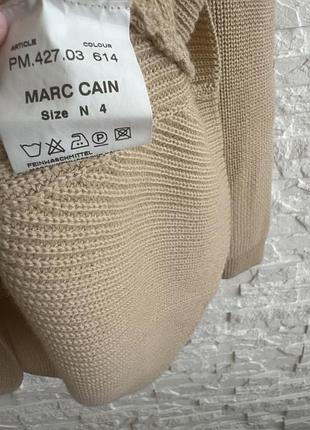 ARTICLE COLOUR
PM.427.03 614
MARC CAIN
Size N 4
P
FEINWASCHMITTEL